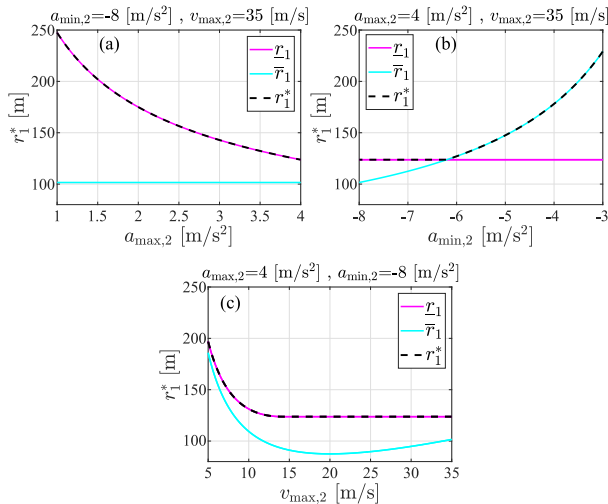 a_min,2=-8 [m/s²] , v_max,2=35 [m/s]
(a)
r̲₁
r̅₁
r₁*
r₁* [m]
250
200
150
100
1 1.5 2 2.5 3 3.5 4
a_max,2 [m/s²]
a_max,2=4 [m/s²] , v_max,2=35 [m/s]
(b)
r̲₁
r̅₁
r₁*
r₁* [m]
250
200
150
100
-8 -7 -6 -5 -4 -3
a_min,2 [m/s²]
a_max,2=4 [m/s²] , a_min,2=-8 [m/s²]
(c)
r̲₁
r̅₁
r₁*
r₁* [m]
250
200
150
100
5 10 15 20 25 30 35
v_max,2 [m/s]